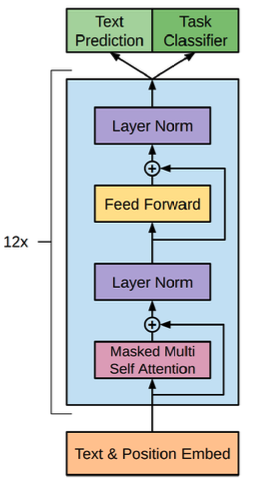 Text
Prediction
Task
Classifier
Layer Norm
Feed Forward
12x
Layer Norm
Masked Multi
Self Attention
Text & Position Embed